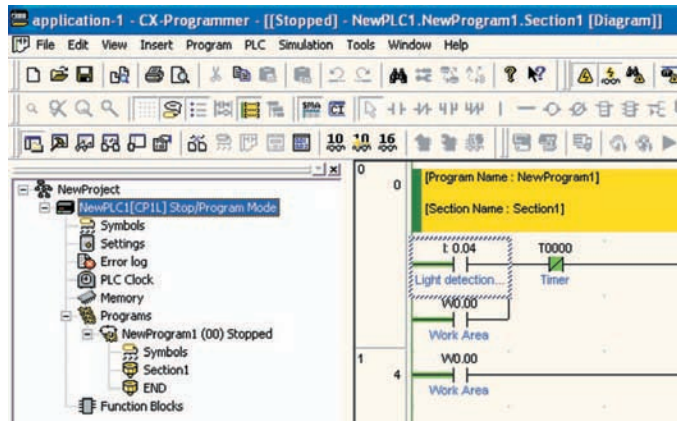 application-1 - CX-Programmer - [[Stopped] - NewPLC1.NewProgram1.Section1 [Diagram]]
File Edit View Insert Program PLC Simulation Tools Window Help
10 10 16
NewProject
NewPLC1[CP1L] Stop/Program Mode
Symbols
Settings
Error log
PLC Clock
Memory
Programs
NewProgram1 (00) Stopped
Symbols
Section1
END
Function Blocks
0
0
[Program Name : NewProgram1]
[Section Name : Section1]
I: 0.04 T0000
Light detection... Timer
W0.00
Work Area
1
4
W0.00
Work Area